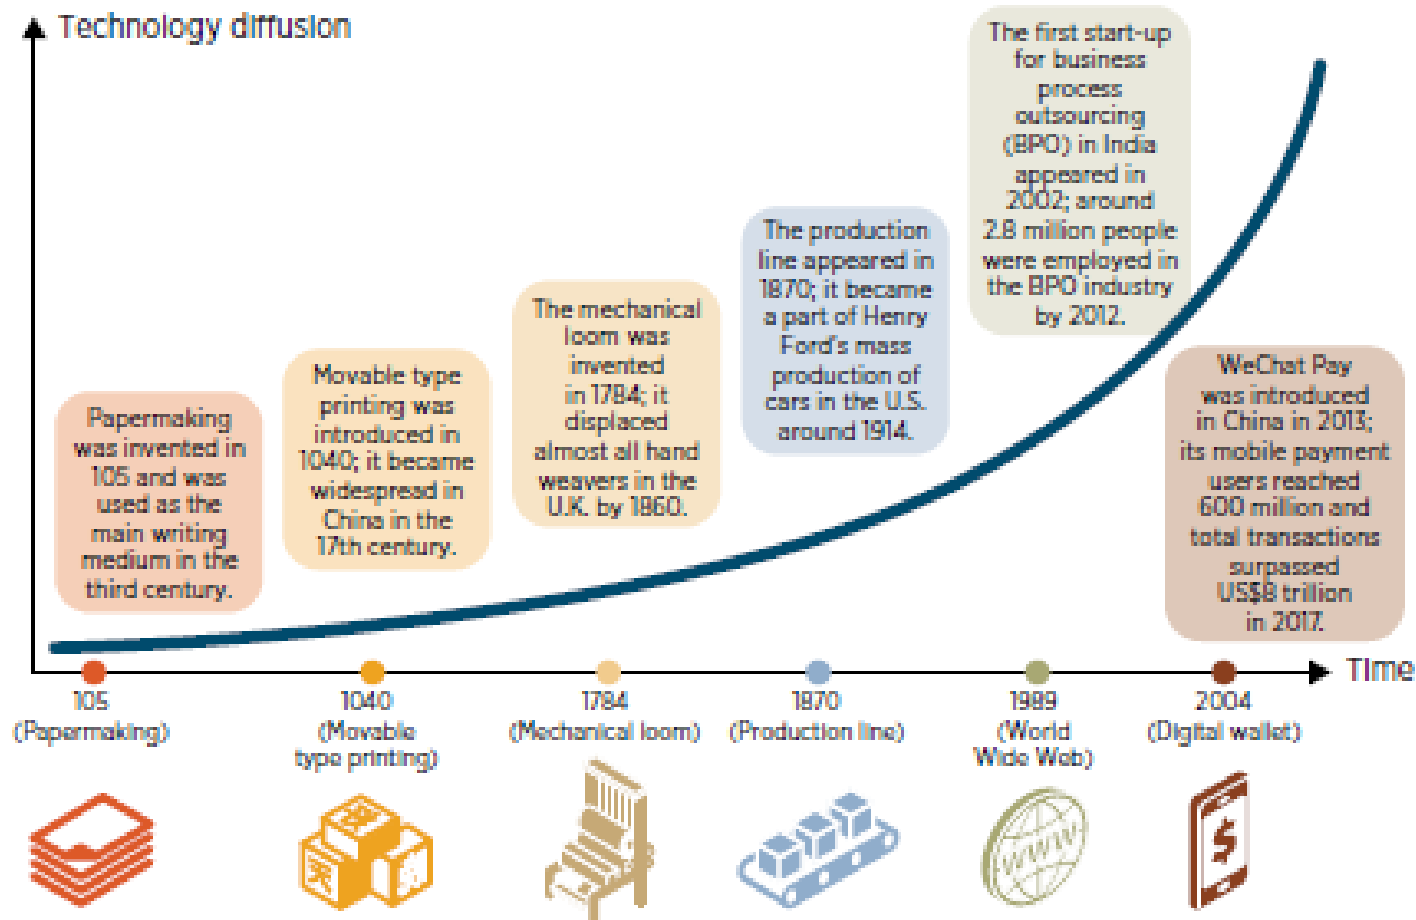 Technology diffusion
Papermaking
was invented in
105 and was
used as the
main writing
medium in the
third century.
Movable type
printing was
introduced in
1040; it became
widespread in
China in the
17th century.
The mechanical
loom was
invented
in 1784; it
displaced
almost all hand
weavers in the
U.K. by 1860.
The production
line appeared in
1870; it became
a part of Henry
Ford's mass
production of
cars in the U.S.
around 1914.
The first start-up
for business
process
outsourcing
(BPO) in India
appeared in
2002; around
2.8 million people
were employed in
the BPO industry
by 2012.
WeChat Pay
was introduced
in China in 2013;
its mobile payment
users reached
600 million and
total transactions
surpassed
US$8 trillion
in 2017.
Time
105
(Papermaking)
1040
(Movable
type printing)
1784
(Mechanical loom)
1870
(Production line)
1989
(World
Wide Web)
2004
(Digital wallet)
www
$